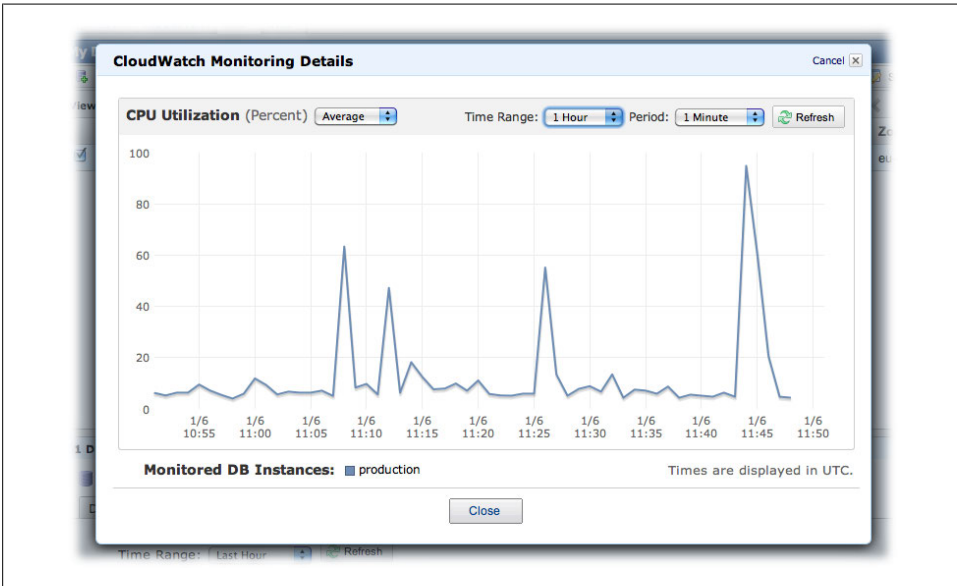 CloudWatch Monitoring Details
Cancel
CPU Utilization (Percent) Average Time Range: 1 Hour Period: 1 Minute Refresh
100
80
60
40
20
0
1/6 1/6 1/6 1/6 1/6 1/6 1/6 1/6 1/6 1/6 1/6 1/6
10:55 11:00 11:05 11:10 11:15 11:20 11:25 11:30 11:35 11:40 11:45 11:50
Monitored DB Instances: production Times are displayed in UTC.
Close
Time Range: Last Hour Refresh